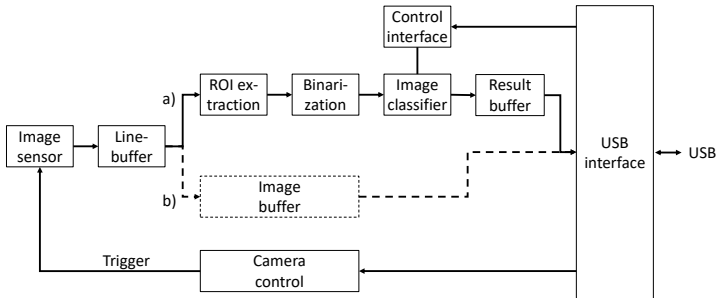 Control
interface
a)
ROI ex-
traction
Binari-
zation
Image
classifier
Result
buffer
Image
sensor
Line-
buffer
USB
interface
USB
b)
Image
buffer
Trigger
Camera
control